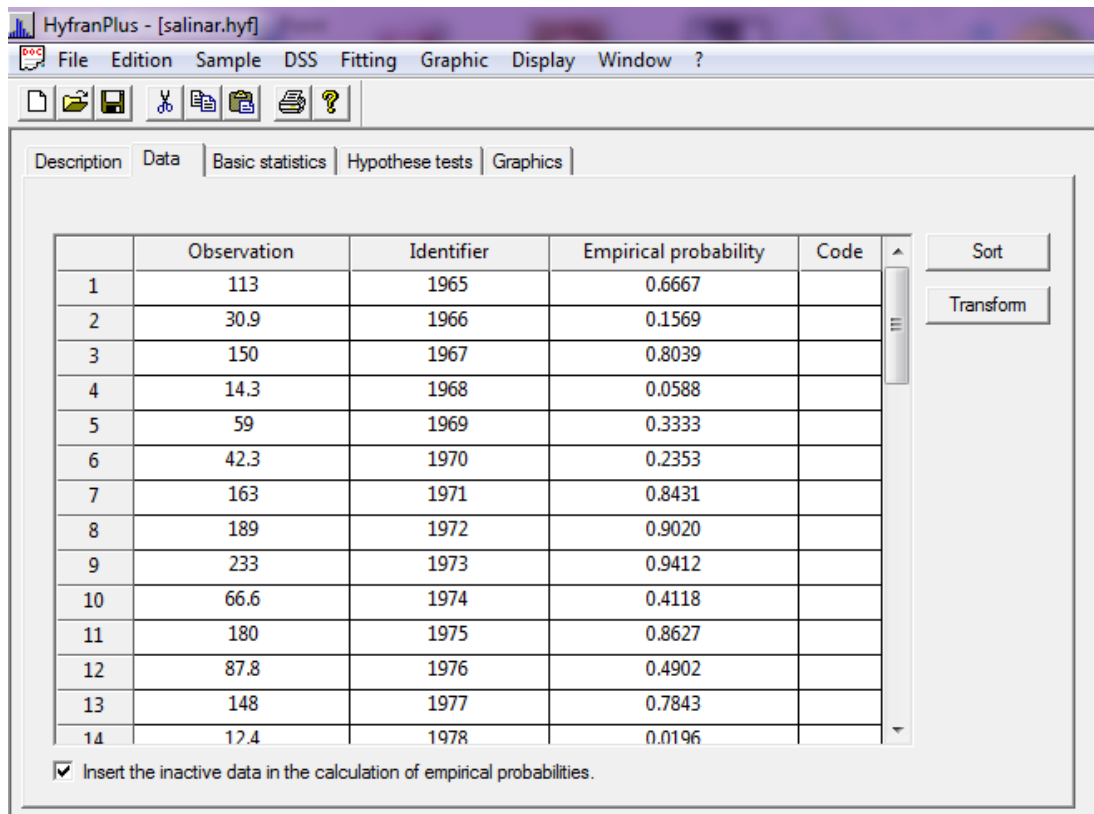 HyfranPlus - [salinar.hyf]
DOC File Edition Sample DSS Fitting Graphic Display Window ?
Description Data Basic statistics Hypothese tests Graphics
Observation Identifier Empirical probability Code Sort
1 113 1965 0.6667
Transform
2 30.9 1966 0.1569
3 150 1967 0.8039
4 14.3 1968 0.0588
5 59 1969 0.3333
6 42.3 1970 0.2353
7 163 1971 0.8431
8 189 1972 0.9020
9 233 1973 0.9412
10 66.6 1974 0.4118
11 180 1975 0.8627
12 87.8 1976 0.4902
13 148 1977 0.7843
14 12.4 1978 0.0196
Insert the inactive data in the calculation of empirical probabilities.